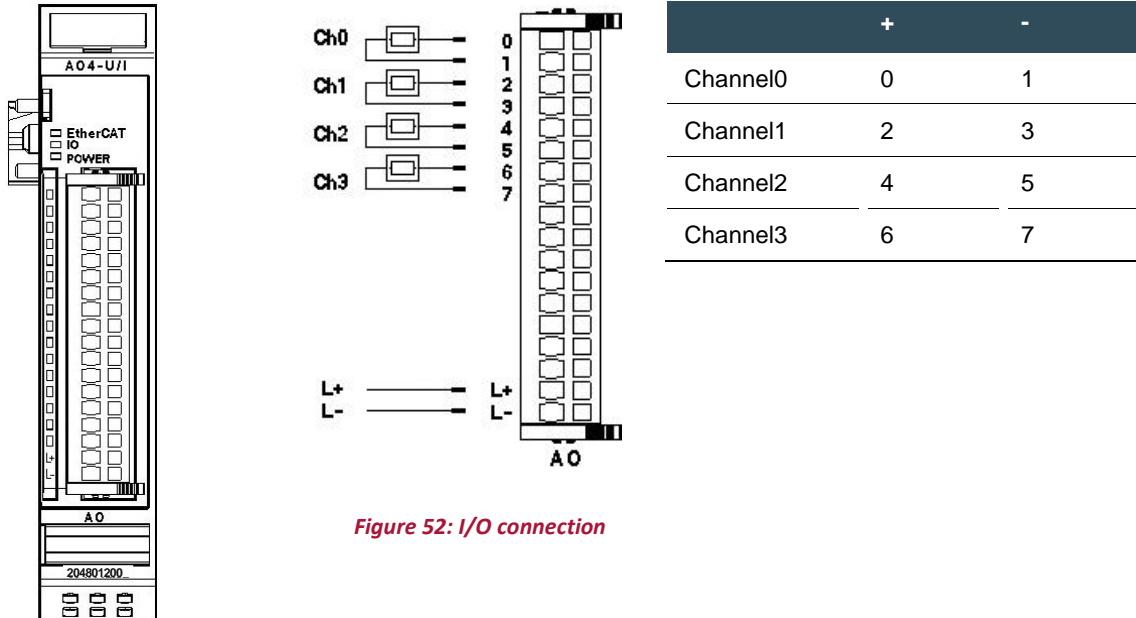 AO4-U/I
EtherCAT
IO
POWER
L+
L-
AO
204801200_
Ch0
Ch1
Ch2
Ch3
L+
L-
0
1
2
3
4
5
6
7
L+
L-
AO
Figure 52: I/O connection
+ -
Channel0 0 1
Channel1 2 3
Channel2 4 5
Channel3 6 7